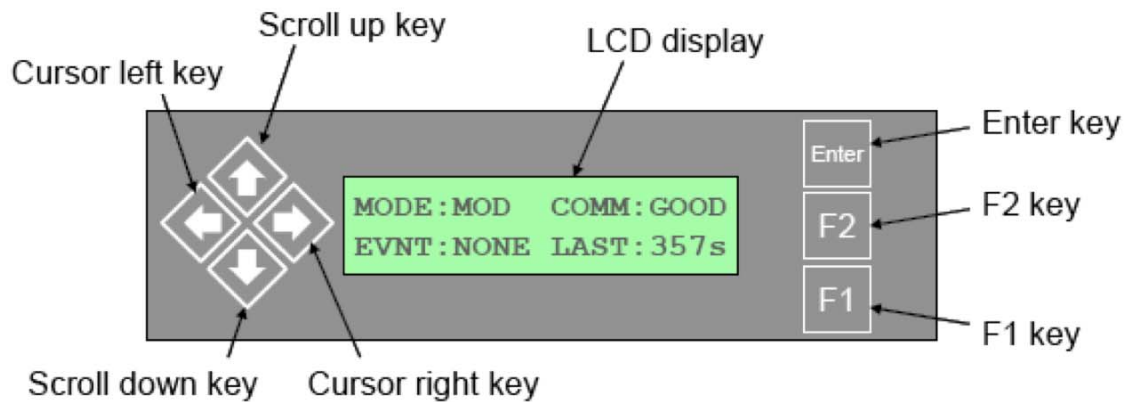 Scroll up key
LCD display
Cursor left key
Enter key
Enter
MODE:MOD COMM:GOOD
F2 key
F2
EVNT:NONE LAST:357s
F1
F1 key
Scroll down key
Cursor right key